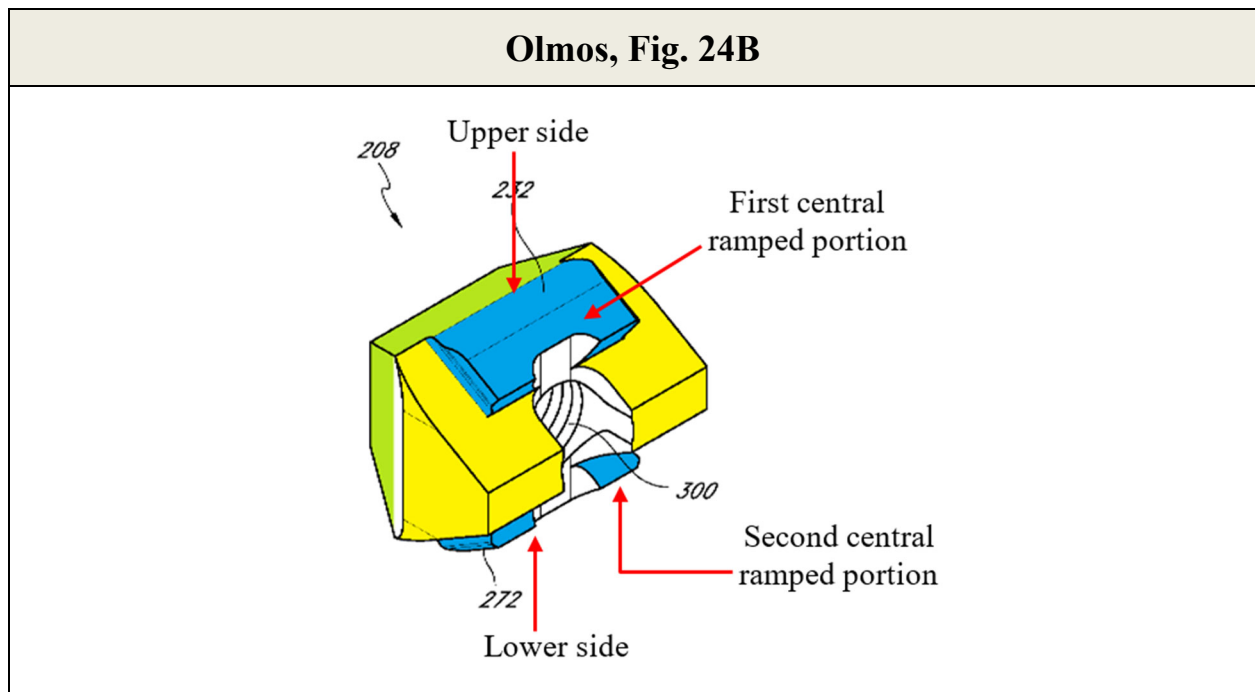 Olmos, Fig. 24B
Upper side
208
232
First central
ramped portion
300
Second central
ramped portion
272
Lower side